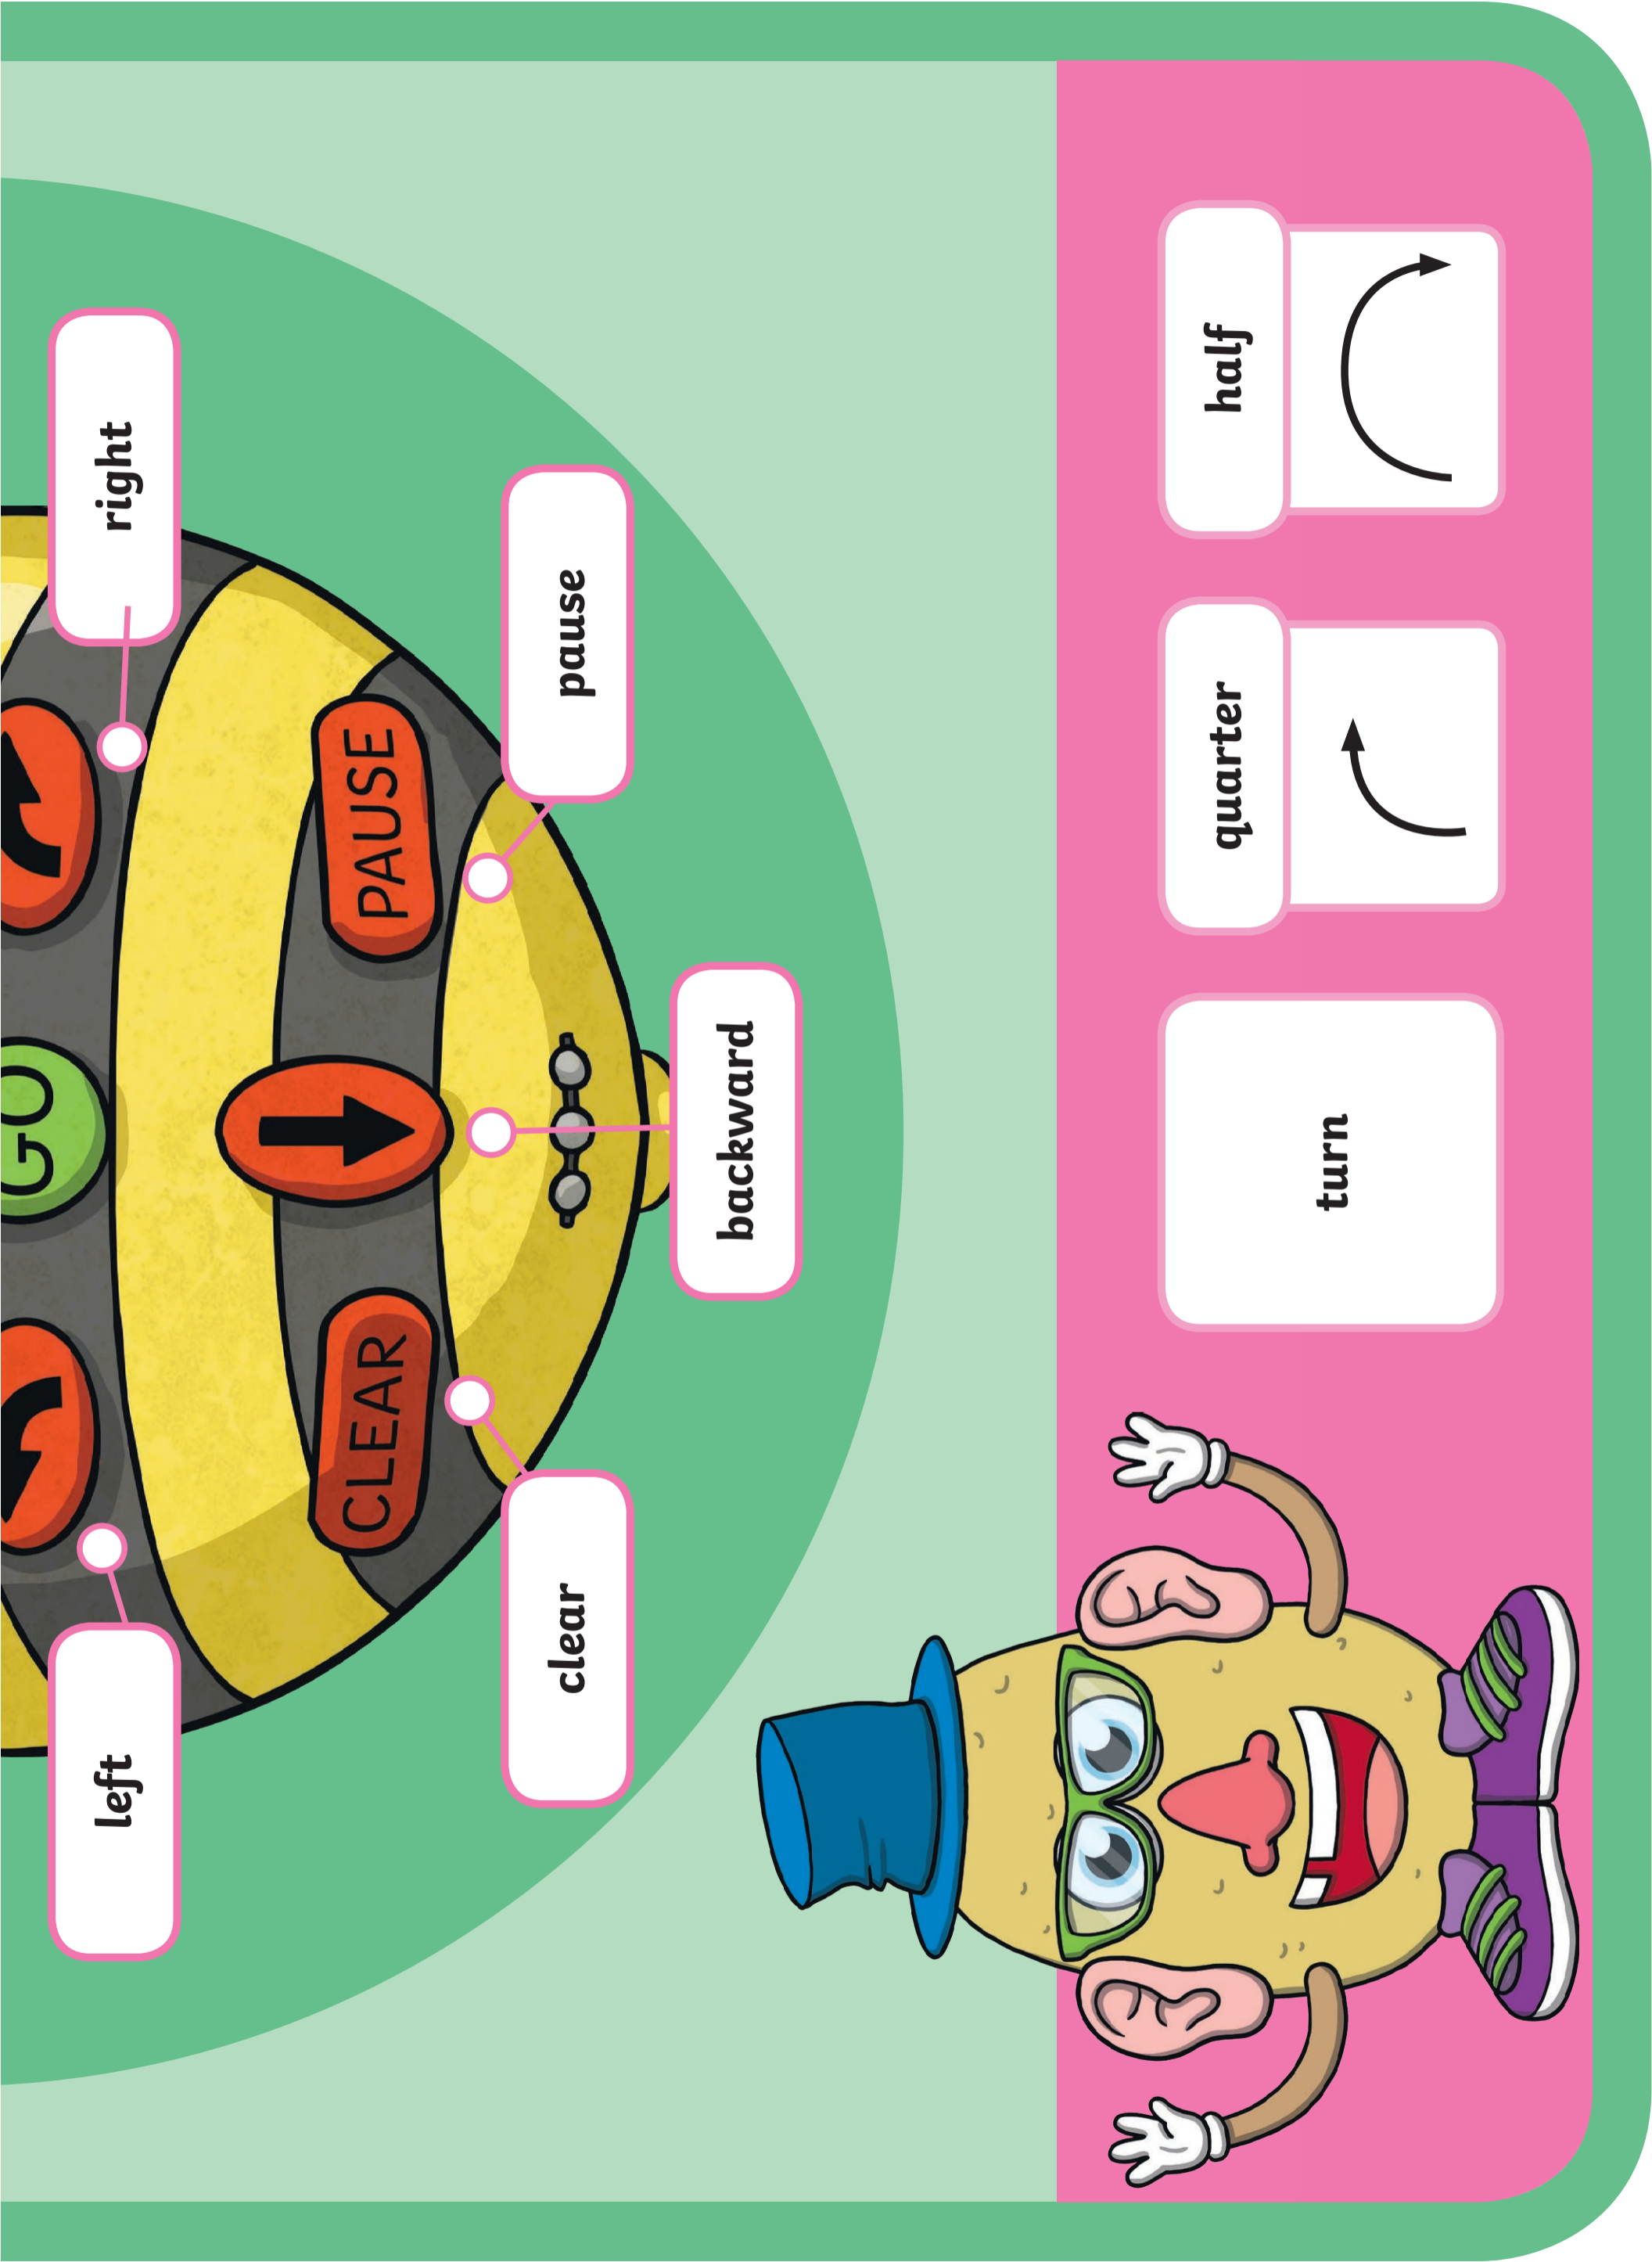 GO
left
right
CLEAR
PAUSE
clear
pause
backward
turn
quarter
half